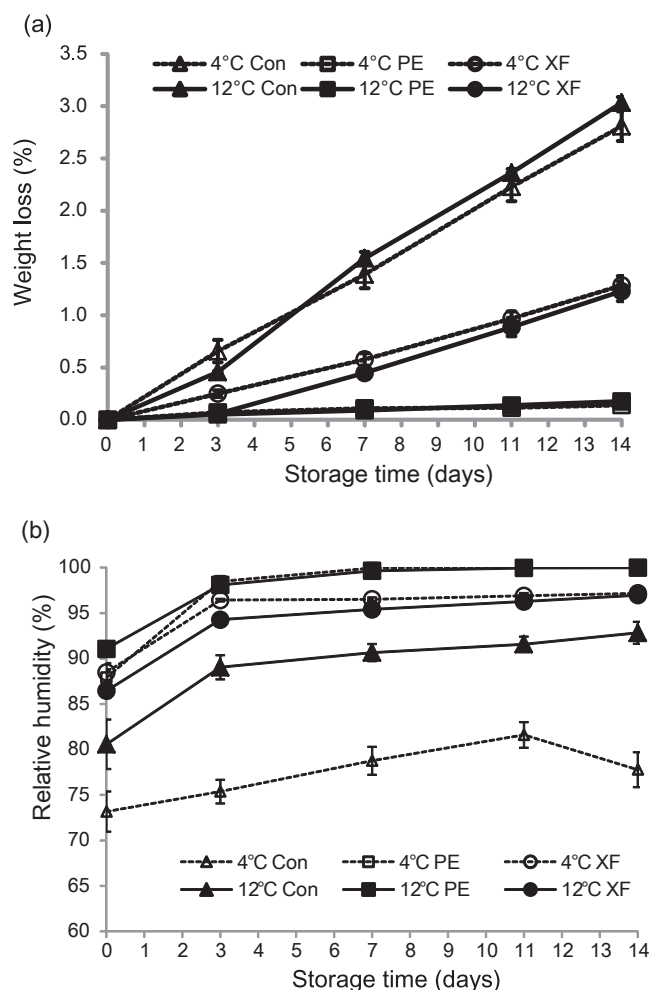 (a)
3.5
3.0
2.5
2.0
1.5
1.0
0.5
0.0
Weight loss (%)
4°C Con 4°C PE 4°C XF
12°C Con 12°C PE 12°C XF
0 1 2 3 4 5 6 7 8 9 10 11 12 13 14
Storage time (days)
(b)
100
95
90
85
80
75
70
65
60
Relative humidity (%)
4°C Con 4°C PE 4°C XF
12°C Con 12°C PE 12°C XF
0 1 2 3 4 5 6 7 8 9 10 11 12 13 14
Storage time (days)